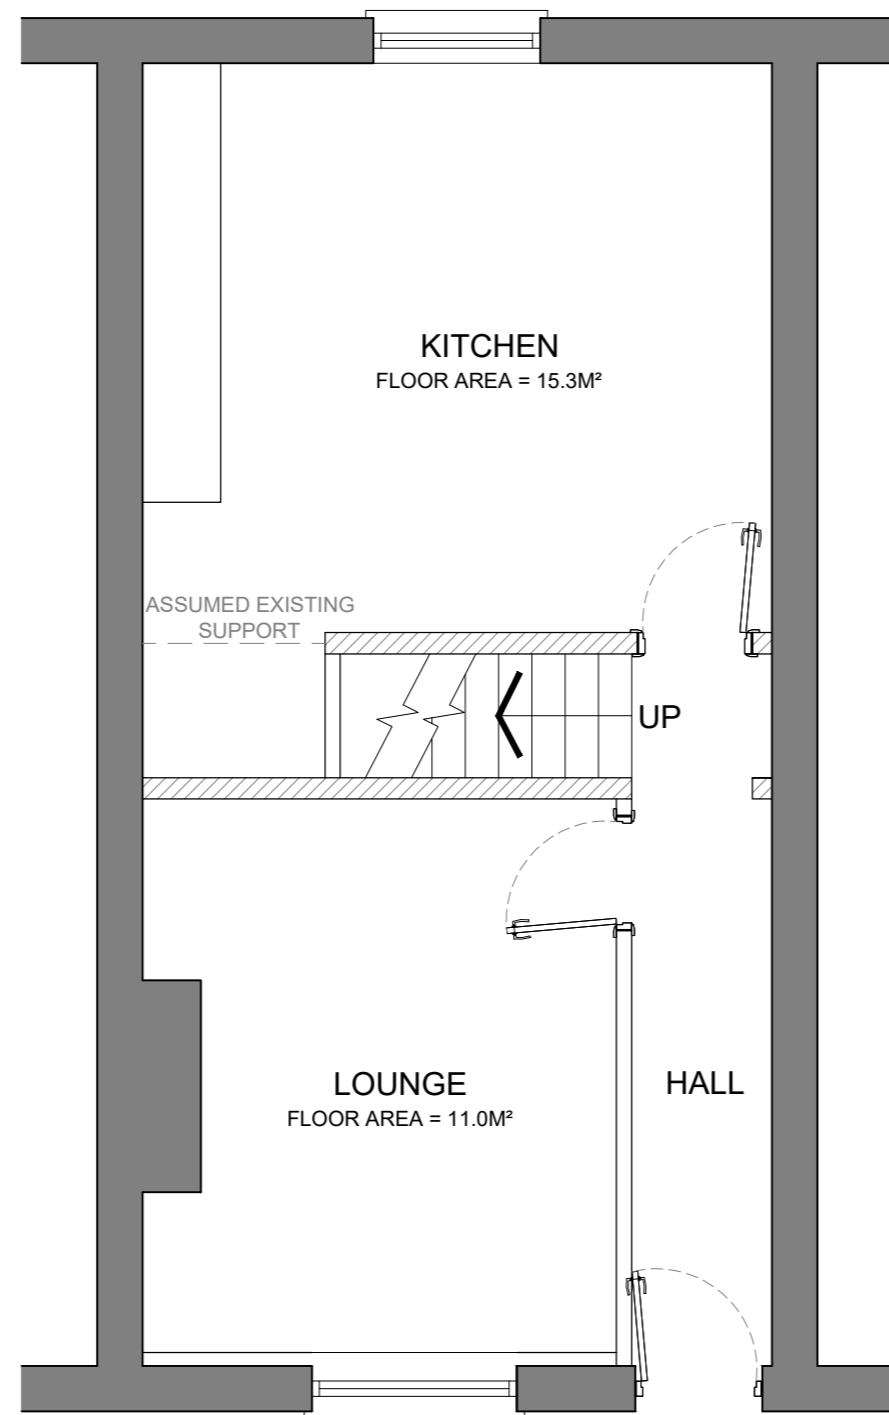 KITCHEN
FLOOR AREA = 15.3M²
ASSUMED EXISTING
SUPPORT
UP
LOUNGE
FLOOR AREA = 11.0M²
HALL